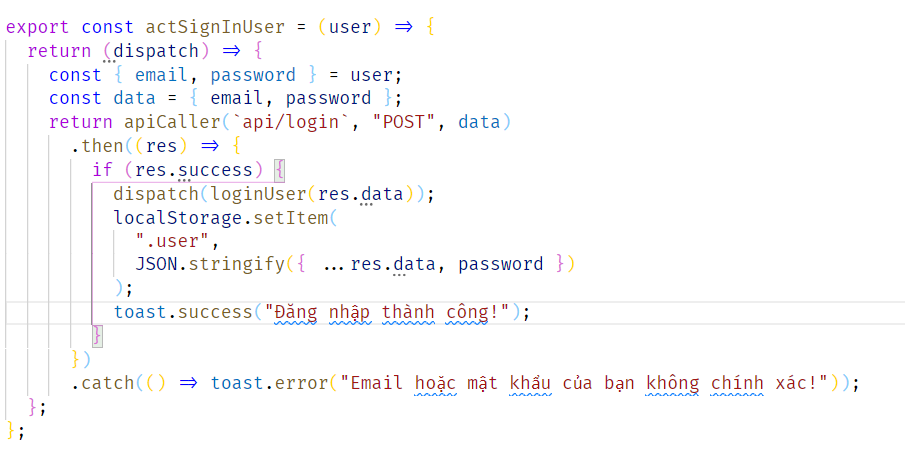 export const actSignInUser = (user) => {
return (dispatch) => {
const { email, password } = user;
const data = { email, password };
return apiCaller(`api/login`, "POST", data)
.then((res) => {
if (res.success) {
dispatch(loginUser(res.data));
localStorage.setItem(
".user",
JSON.stringify({ ...res.data, password })
);
toast.success("Đăng nhập thành công!");
}
})
.catch(() => toast.error("Email hoặc mật khẩu của bạn không chính xác!"));
};
};